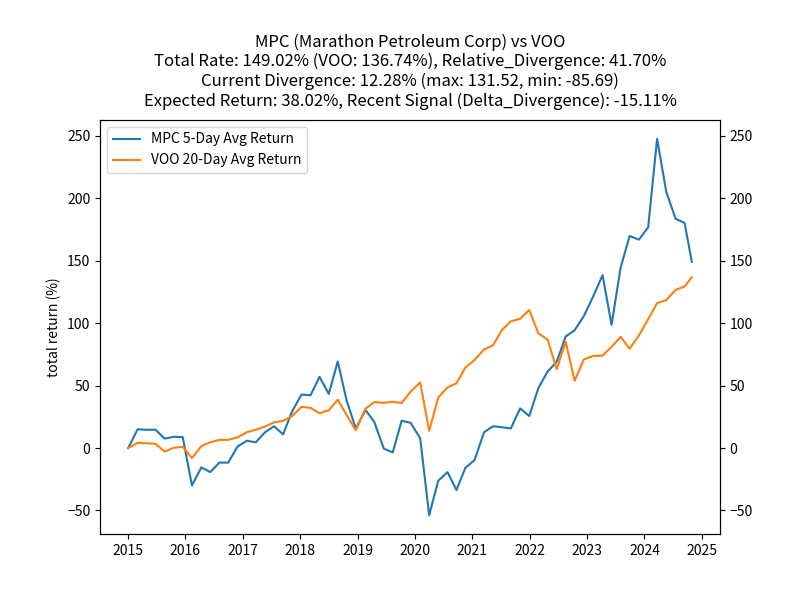 MPC (Marathon Petroleum Corp) vs VOO
Total Rate: 149.02% (VOO: 136.74%), Relative_Divergence: 41.70%
Current Divergence: 12.28% (max: 131.52, min: -85.69)
Expected Return: 38.02%, Recent Signal (Delta_Divergence): -15.11%
MPC 5-Day Avg Return
VOO 20-Day Avg Return
total return (%)
250
200
150
100
50
0
−50
250
200
150
100
50
0
−50
2015 2016 2017 2018 2019 2020 2021 2022 2023 2024 2025